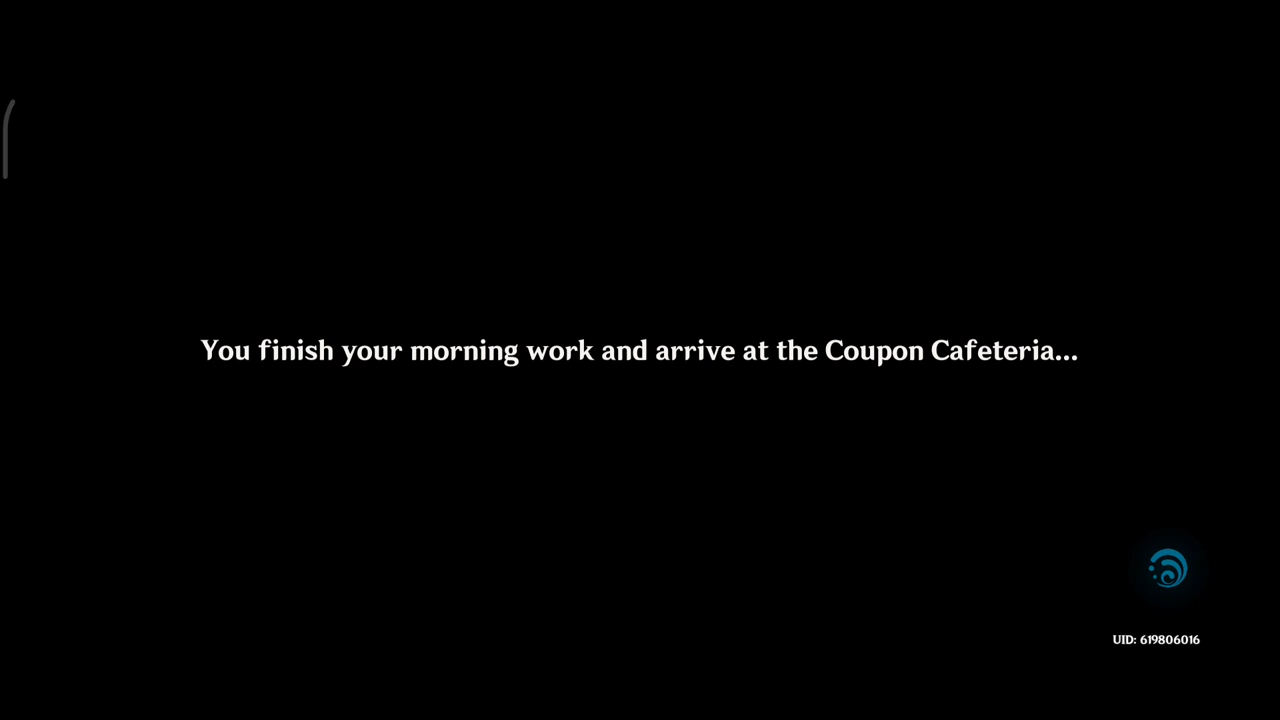 You finish your morning work and arrive at the Coupon Cafeteria...
UID: 619806016